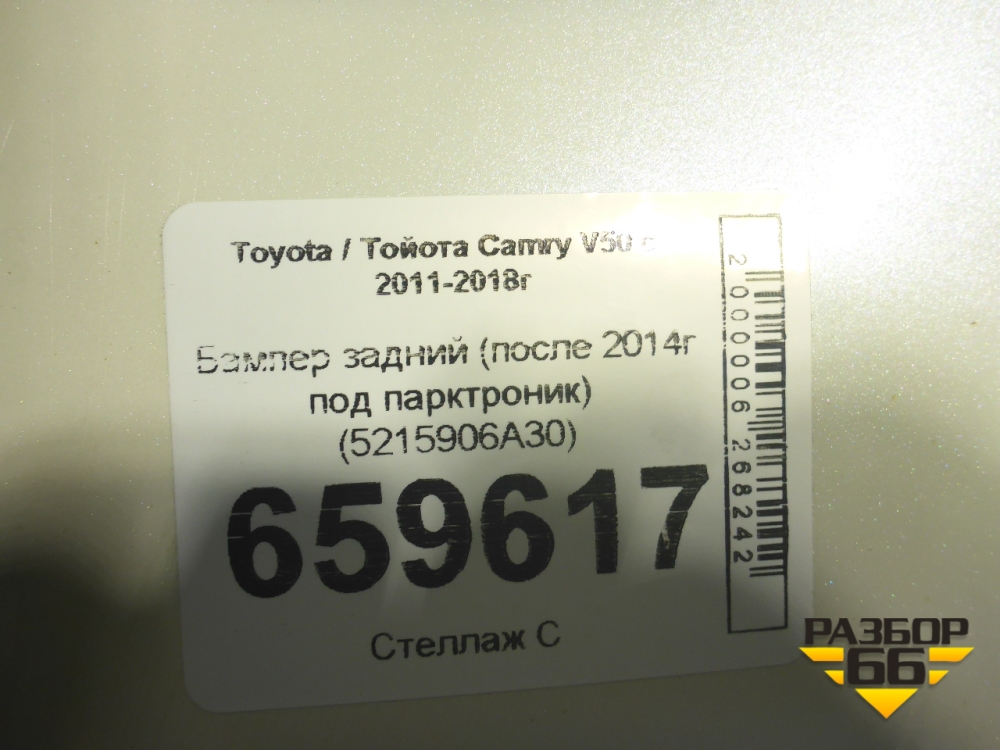 Toyota / Тойота Camry V50 с
2011-2018г
Бампер задний (после 2014г
под парктроник)
(5215906A30)
659617
Стеллаж С
2000006268242
РАЗБОР
66